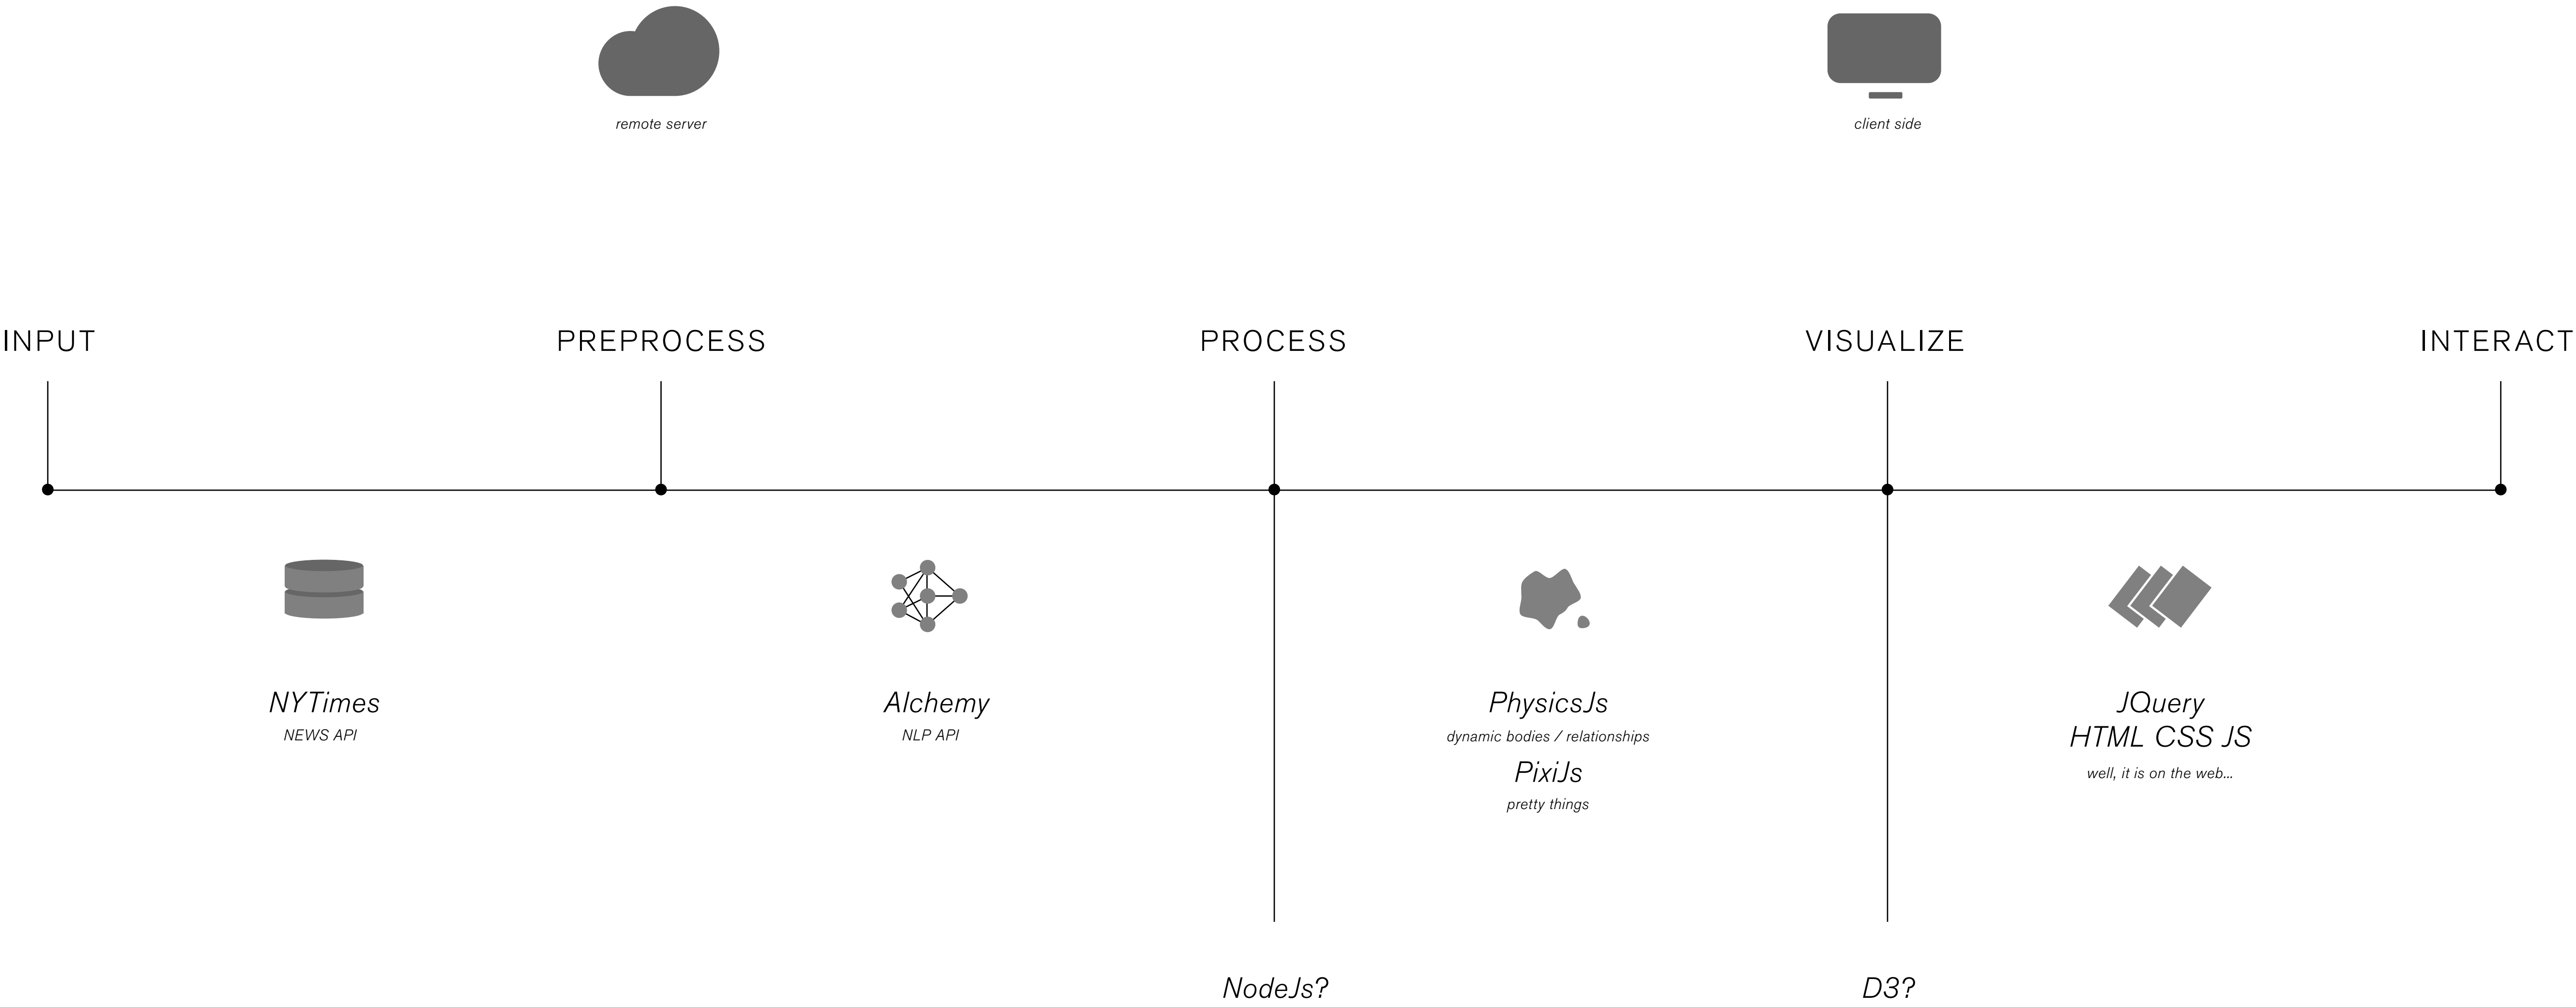 remote server
client side
INPUT
PREPROCESS
PROCESS
VISUALIZE
INTERACT
NYTimes
NEWS API
Alchemy
NLP API
PhysicsJs
dynamic bodies / relationships
PixiJs
pretty things
JQuery
HTML CSS JS
well, it is on the web...
NodeJs?
D3?